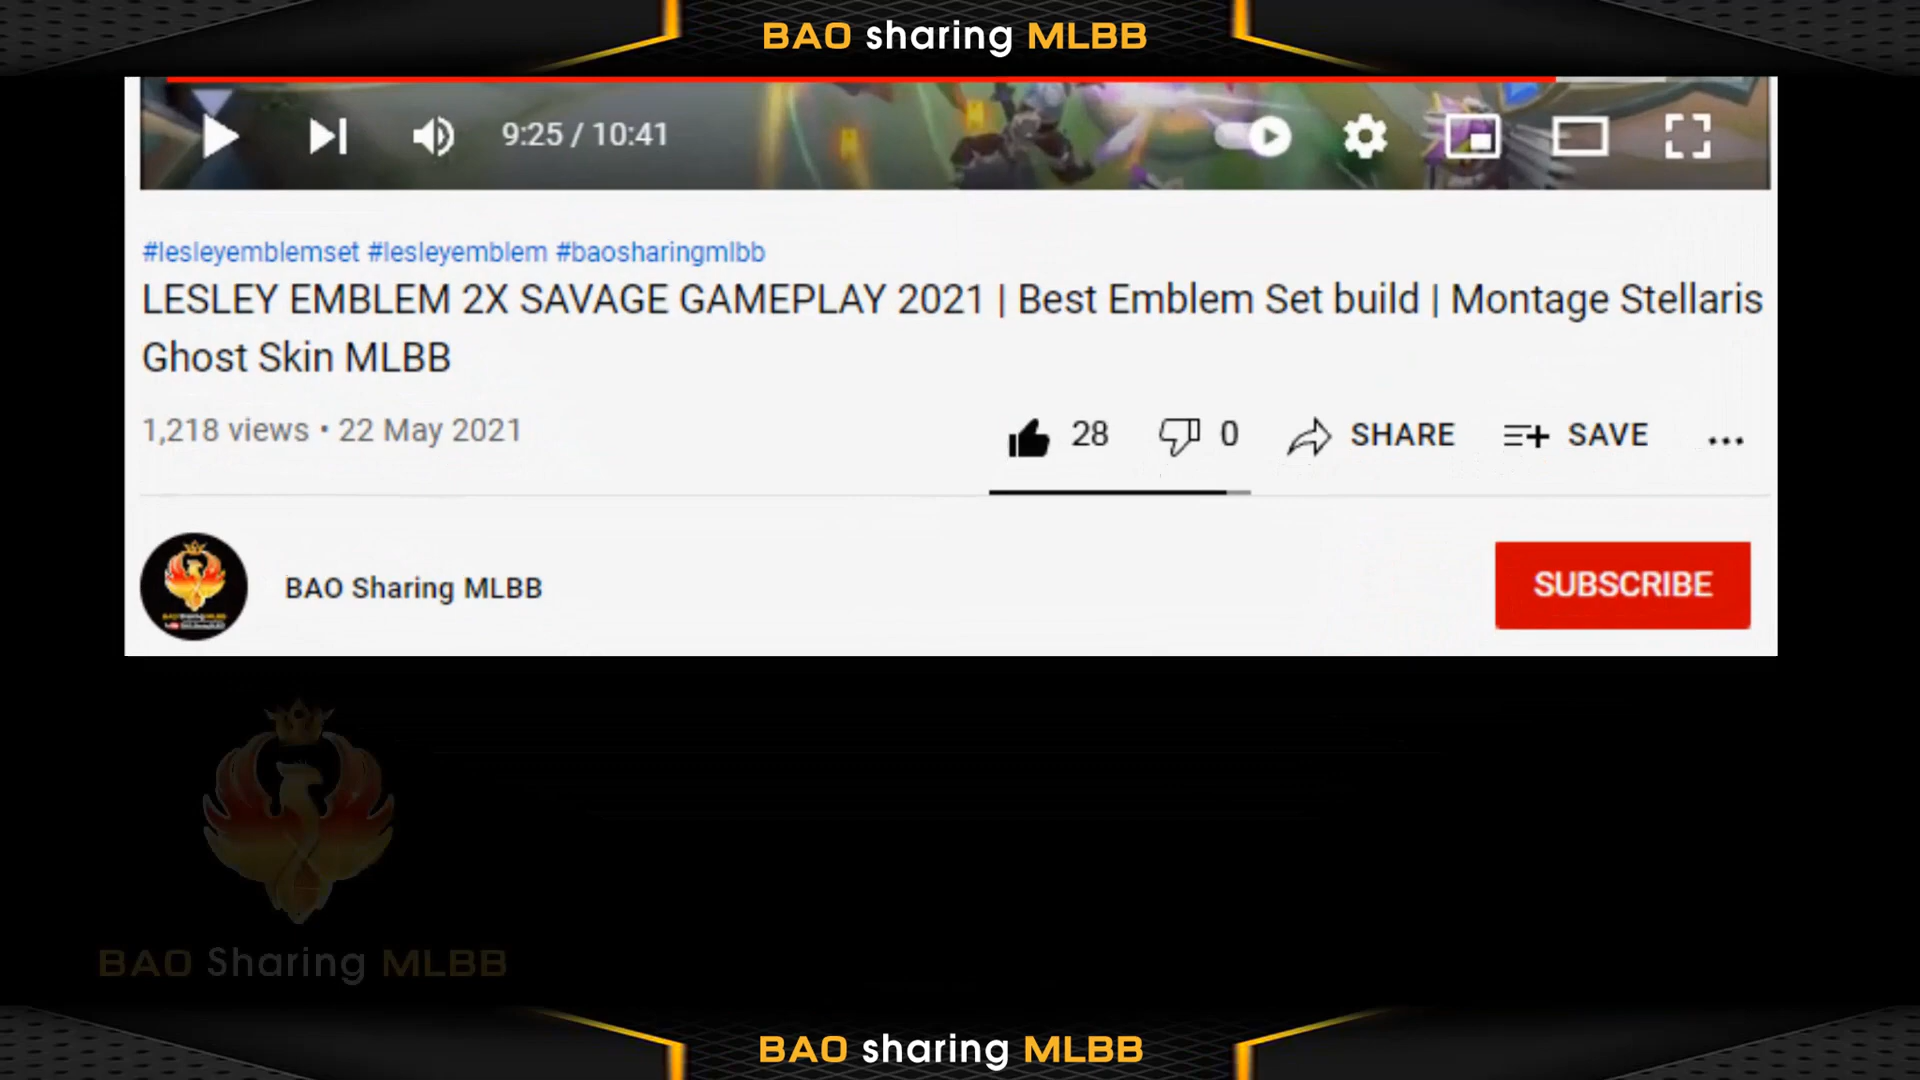 BAO sharing MLBB
9:25 / 10:41
#lesleyemblemset #lesleyemblem #baosharingmlbb
LESLEY EMBLEM 2X SAVAGE GAMEPLAY 2021 | Best Emblem Set build | Montage Stellaris
Ghost Skin MLBB
1,218 views • 22 May 2021
28 0 SHARE SAVE
BAO Sharing MLBB
SUBSCRIBE
BAO Sharing MLBB
BAO sharing MLBB